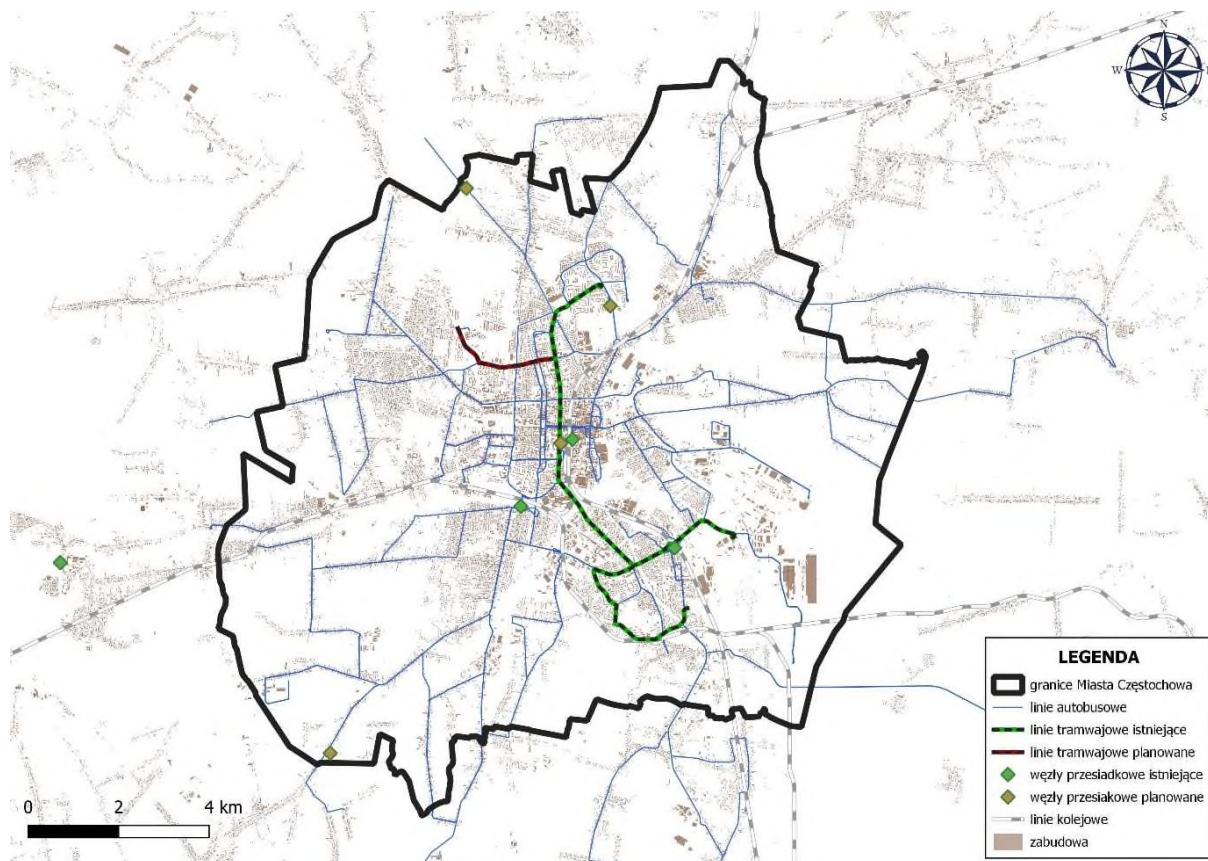 N
W
S
LEGENDA
granice Miasta Częstochowa
linie autobusowe
linie tramwajowe istniejące
linie tramwajowe planowane
węzły przesiadkowe istniejące
węzły przesiakowe planowane
linie kolejowe
zabudowa
0 2 4 km